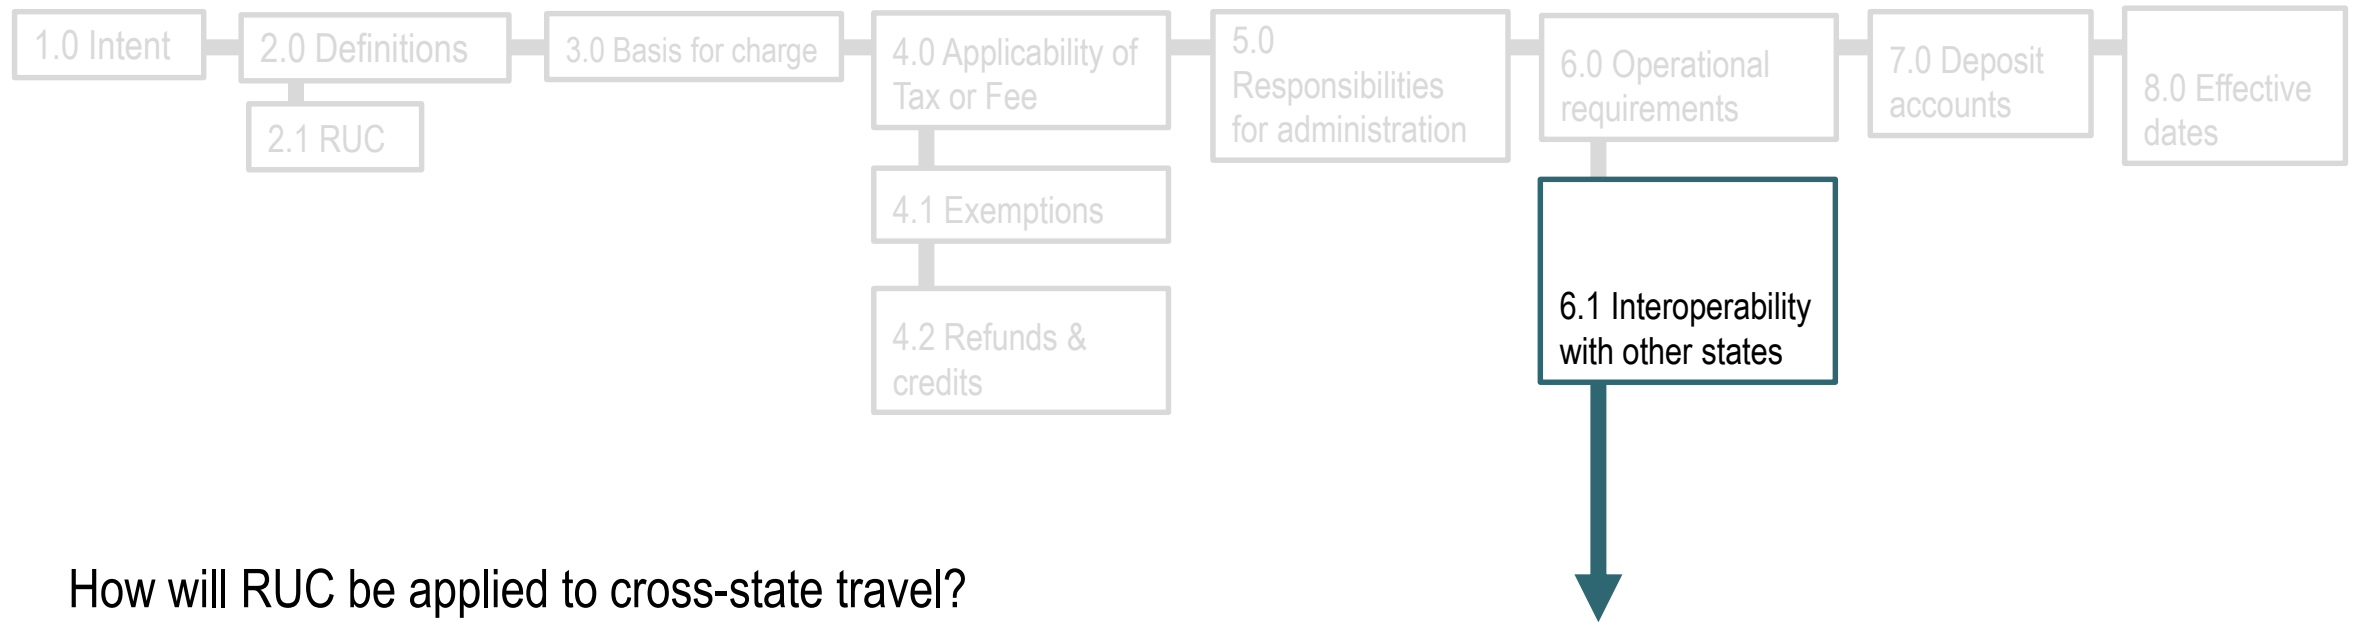 1.0 Intent
2.0 Definitions
2.1 RUC
3.0 Basis for charge
4.0 Applicability of
Tax or Fee
4.1 Exemptions
4.2 Refunds &
credits
5.0
Responsibilities
for administration
6.0 Operational
requirements
6.1 Interoperability
with other states
7.0 Deposit
accounts
8.0 Effective
dates
How will RUC be applied to cross-state travel?